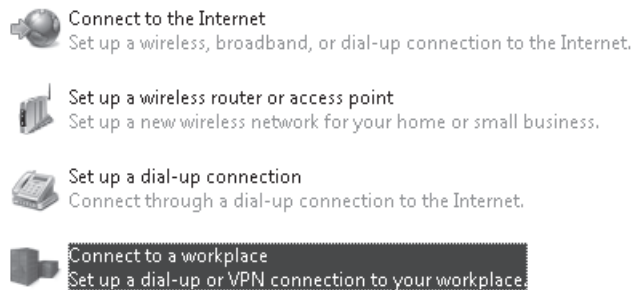 Connect to the Internet
Set up a wireless, broadband, or dial-up connection to the Internet.
Set up a wireless router or access point
Set up a new wireless network for your home or small business.
Set up a dial-up connection
Connect through a dial-up connection to the Internet.
Connect to a workplace
Set up a dial-up or VPN connection to your workplace.